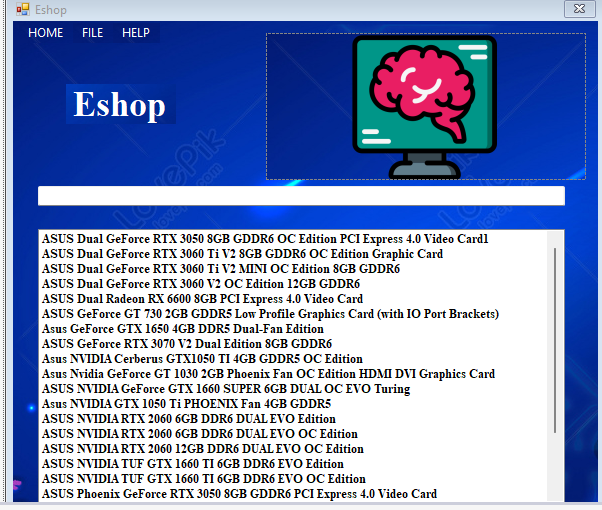 Eshop
HOME FILE HELP
Eshop
LovePik
lovepik.com
LovePik
lovepik.com
ASUS Dual GeForce RTX 3050 8GB GDDR6 OC Edition PCI Express 4.0 Video Card1
ASUS Dual GeForce RTX 3060 Ti V2 8GB GDDR6 OC Edition Graphic Card
ASUS Dual GeForce RTX 3060 Ti V2 MINI OC Edition 8GB GDDR6
ASUS Dual GeForce RTX 3060 V2 OC Edition 12GB GDDR6
ASUS Dual Radeon RX 6600 8GB PCI Express 4.0 Video Card
ASUS GeForce GT 730 2GB GDDR5 Low Profile Graphics Card (with IO Port Brackets)
Asus GeForce GTX 1650 4GB DDR5 Dual-Fan Edition
ASUS GeForce RTX 3070 V2 Dual Edition 8GB GDDR6
Asus NVIDIA Cerberus GTX1050 TI 4GB GDDR5 OC Edition
Asus Nvidia GeForce GT 1030 2GB Phoenix Fan OC Edition HDMI DVI Graphics Card
ASUS NVIDIA GeForce GTX 1660 SUPER 6GB DUAL OC EVO Turing
Asus NVIDIA GTX 1050 Ti PHOENIX Fan 4GB GDDR5
ASUS NVIDIA RTX 2060 6GB DDR6 DUAL EVO Edition
ASUS NVIDIA RTX 2060 6GB DDR6 DUAL EVO OC Edition
ASUS NVIDIA RTX 2060 12GB DDR6 DUAL EVO OC Edition
ASUS NVIDIA TUF GTX 1660 TI 6GB DDR6 EVO Edition
ASUS NVIDIA TUF GTX 1660 TI 6GB DDR6 EVO OC Edition
ASUS Phoenix GeForce RTX 3050 8GB GDDR6 PCI Express 4.0 Video Card